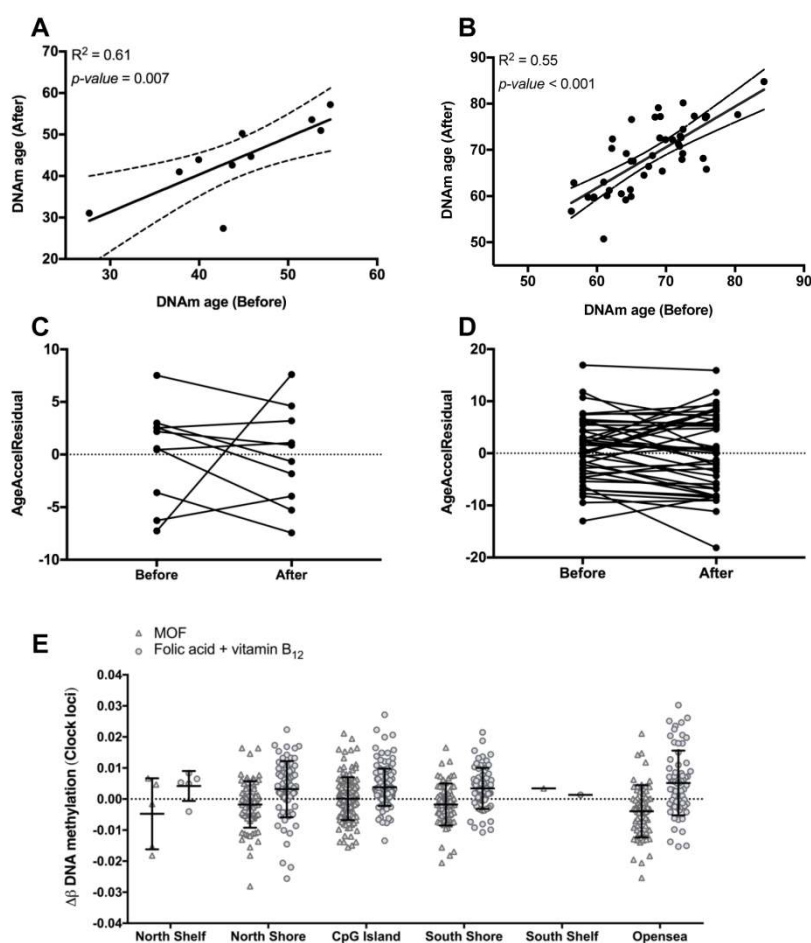 A
R² = 0.61
p-value = 0.007
DNAm age (After)
70
60
50
40
30
20
30
40
50
60
DNAm age (Before)
B
R² = 0.55
p-value < 0.001
DNAm age (After)
90
80
70
60
50
50
60
70
80
90
DNAm age (Before)
C
AgeAccelResidual
10
5
0
-5
-10
Before
After
D
AgeAccelResidual
20
10
0
-10
-20
Before
After
E
MOF
Folic acid + vitamin B₁₂
Δβ DNA methylation (Clock loci)
0.04
0.03
0.02
0.01
0.00
-0.01
-0.02
-0.03
-0.04
North Shelf
North Shore
CpG Island
South Shore
South Shelf
Opensea